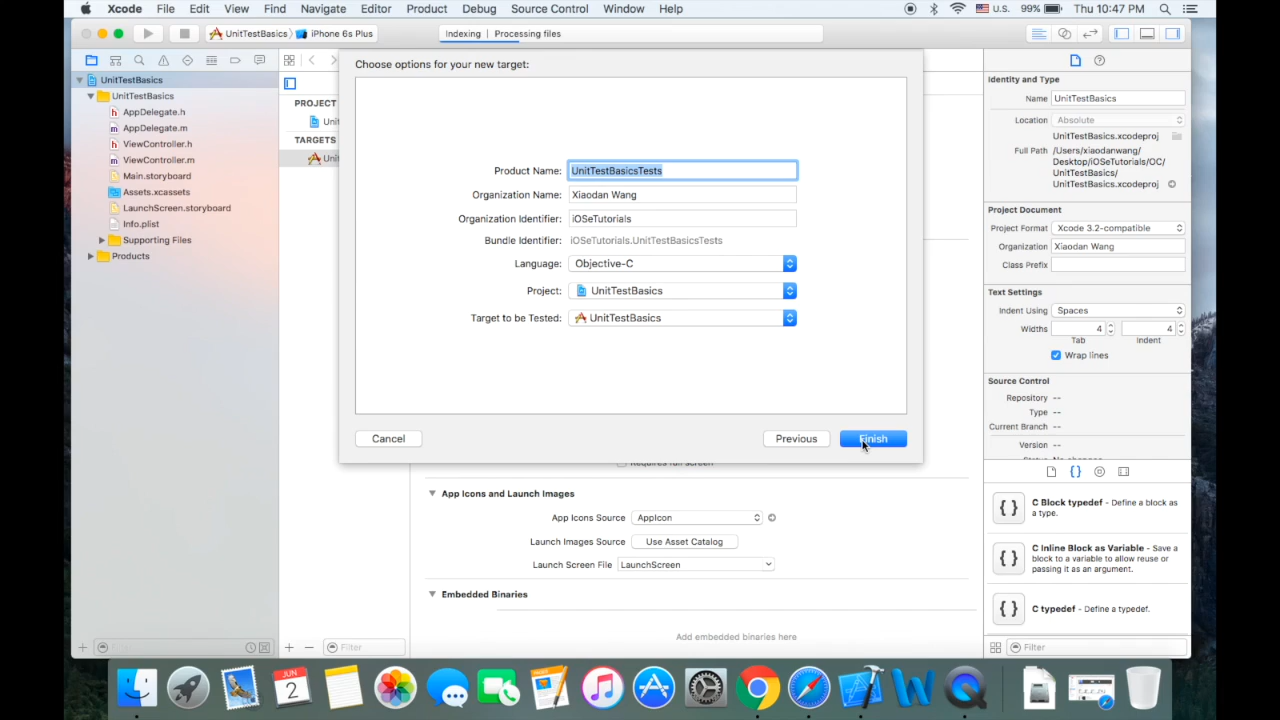 Xcode File Edit View Find Navigate Editor Product Debug Source Control Window Help U.S. 99% Thu 10:47 PM
UnitTestBasics iPhone 6s Plus Indexing | Processing files
UnitTestBasics
UnitTestBasics
h AppDelegate.h
m AppDelegate.m
h ViewController.h
m ViewController.m
Main.storyboard
Assets.xcassets
LaunchScreen.storyboard
Info.plist
Supporting Files
Products
Filter
PROJECT
Unit
TARGETS
Unit
Choose options for your new target:
Product Name: UnitTestBasicsTests
Organization Name: Xiaodan Wang
Organization Identifier: iOSeTutorials
Bundle Identifier: iOSeTutorials.UnitTestBasicsTests
Language: Objective-C
Project: UnitTestBasics
Target to be Tested: UnitTestBasics
Cancel Previous Finish
Requires full screen
App Icons and Launch Images
App Icons Source AppIcon
Launch Images Source Use Asset Catalog
Launch Screen File LaunchScreen
Embedded Binaries
Add embedded binaries here
Identity and Type
Name UnitTestBasics
Location Absolute
UnitTestBasics.xcodeproj
Full Path /Users/xiaodanwang/
Desktop/iOSeTutorials/OC/
UnitTestBasics/
UnitTestBasics.xcodeproj
Project Document
Project Format Xcode 3.2-compatible
Organization Xiaodan Wang
Class Prefix
Text Settings
Indent Using Spaces
Widths 4 4
Tab Indent
Wrap lines
Source Control
Repository --
Type --
Current Branch --
Version --
{ } C Block typedef - Define a block as
a type.
{ } C Inline Block as Variable - Save a
block to a variable to allow reuse or
passing it as an argument.
{ } C typedef - Define a typedef.
Filter
JUN
2